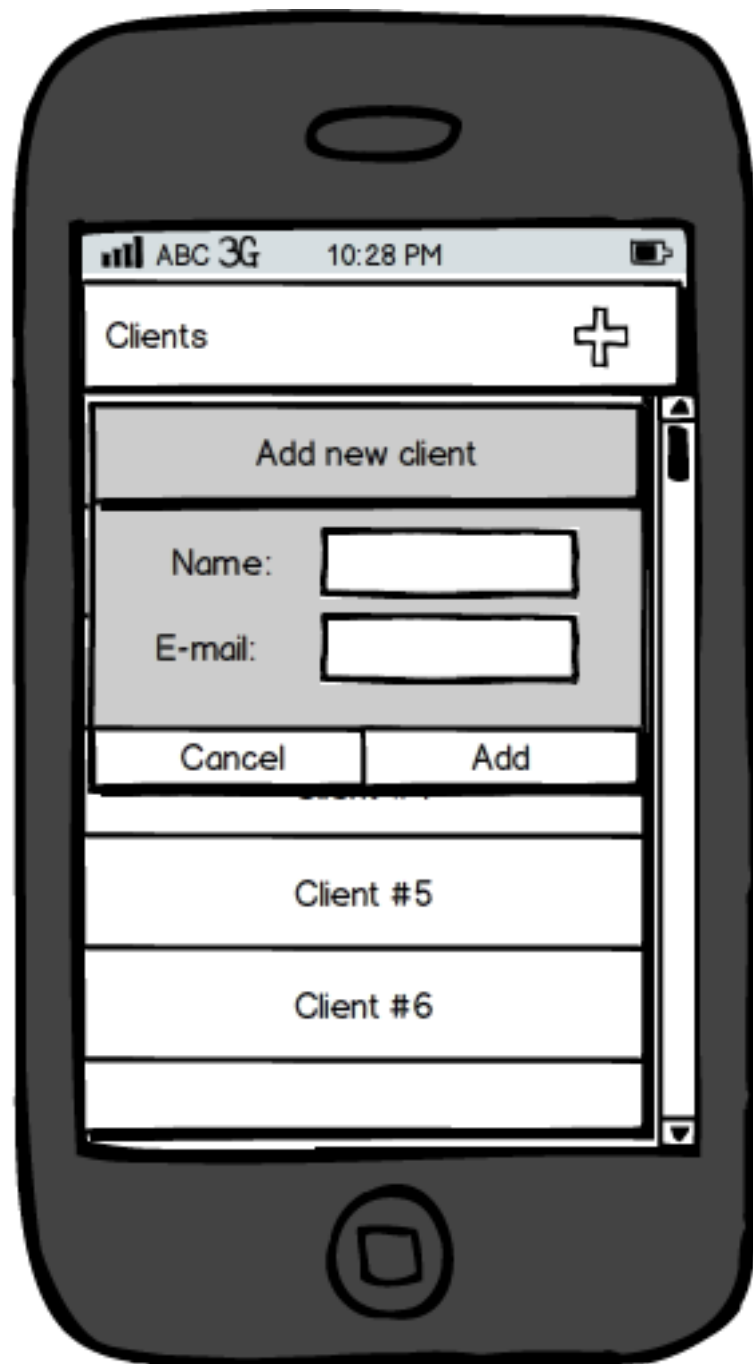 ABC 3G 10:28 PM
Clients
Add new client
Name:
E-mail:
Cancel Add
Client #5
Client #6